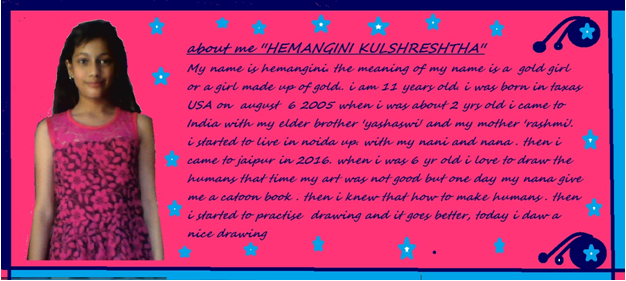 about me "HEMANGINI KULSHRESHTHA"
My name is hemangini. the meaning of my name is a gold girl
or a girl made up of gold. i am 11 years old. i was born in taxas
USA on august 6 2005 when i was about 2 yrs old i came to
India with my elder brother 'yashaswi' and my mother 'rashmi'.
i started to live in noida up. with my nani and nana . then i
came to jaipur in 2016. when i was 6 yr old i love to draw the
humans that time my art was not good but one day my nana give
me a catoon book . then i knew that how to make humans . then
i started to practise drawing and it goes better, today i daw a
nice drawing